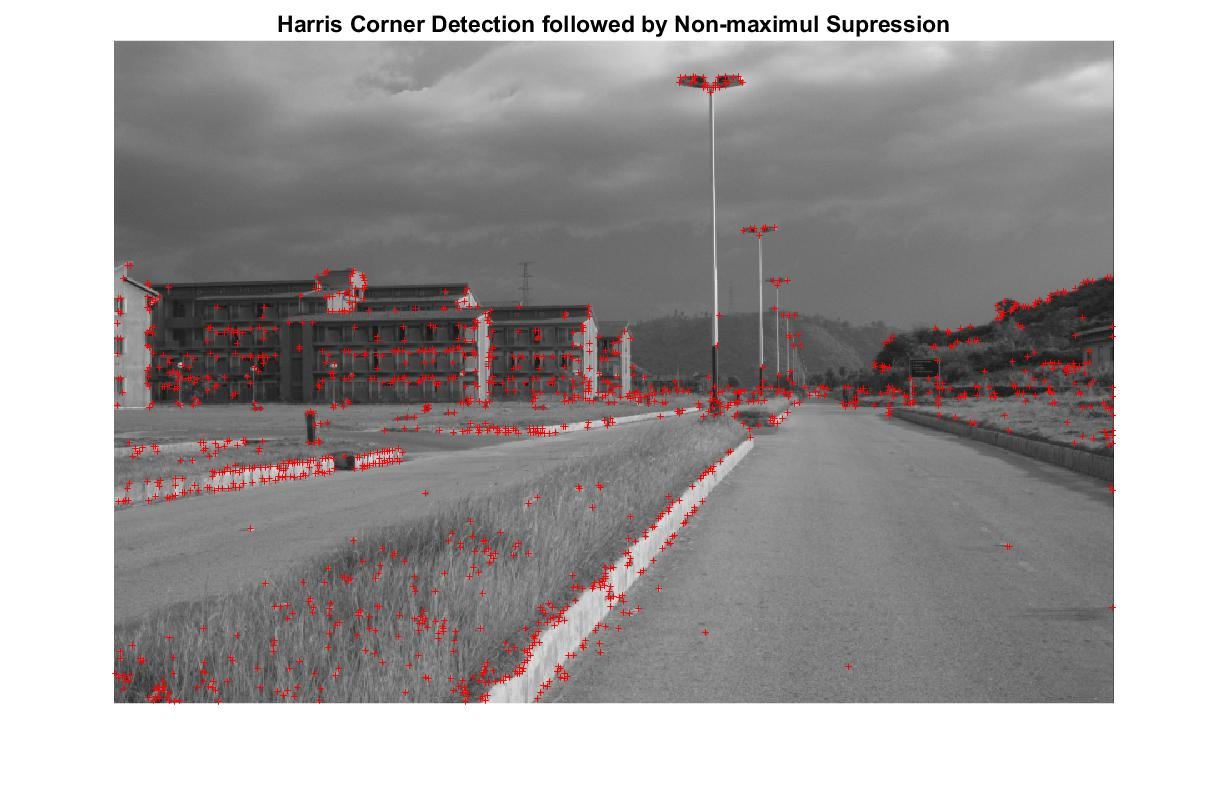 Harris Corner Detection followed by Non-maximul Supression